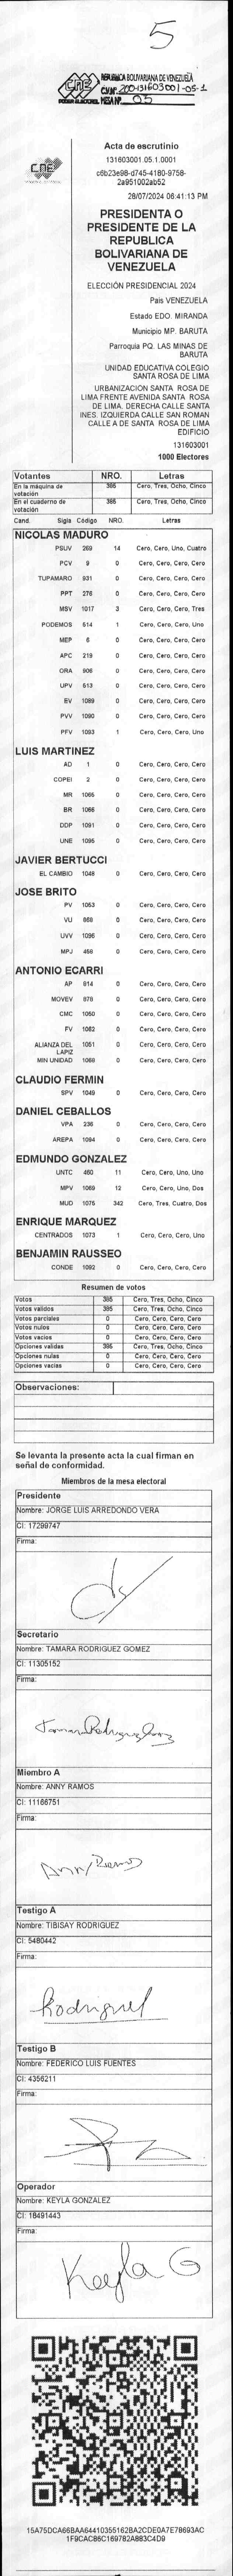 5
CNE
PODER ELECTORAL
REPÚBLICA BOLIVARIANA DE VENEZUELA
MESA Nº 05
CNE
Acta de escrutinio
131603001.05.1.0001
c6b23e98-d745-4180-9758-
2a951002ab52
28/07/2024 06:41:13 PM
PRESIDENTA O
PRESIDENTE DE LA
REPUBLICA
BOLIVARIANA DE
VENEZUELA
ELECCIÓN PRESIDENCIAL 2024
País VENEZUELA
Estado EDO. MIRANDA
Municipio MP. BARUTA
Parroquia PQ. LAS MINAS DE
BARUTA
UNIDAD EDUCATIVA COLEGIO
SANTA ROSA DE LIMA
URBANIZACIÓN SANTA ROSA DE
LIMA FRENTE AVENIDA SANTA ROSA
DE LIMA. DERECHA CALLE SANTA
INES. IZQUIERDA CALLE SAN ROMAN
CALLE A DE SANTA ROSA DE LIMA
EDIFICIO
131603001
1000 Electores
Votantes NRO. Letras
En la máquina de votación 385 Cero, Tres, Ocho, Cinco
En el cuaderno de votación 385 Cero, Tres, Ocho, Cinco
Cand. Sigla Código NRO. Letras
NICOLAS MADURO
PSUV 269 14 Cero, Cero, Uno, Cuatro
PCV 9 0 Cero, Cero, Cero, Cero
TUPAMARO 931 0 Cero, Cero, Cero, Cero
PPT 276 0 Cero, Cero, Cero, Cero
MSV 1017 3 Cero, Cero, Cero, Tres
PODEMOS 514 1 Cero, Cero, Cero, Uno
MEP 6 0 Cero, Cero, Cero, Cero
APC 219 0 Cero, Cero, Cero, Cero
ORA 906 0 Cero, Cero, Cero, Cero
UPV 513 0 Cero, Cero, Cero, Cero
EV 1089 0 Cero, Cero, Cero, Cero
PVV 1090 0 Cero, Cero, Cero, Cero
PFV 1093 1 Cero, Cero, Cero, Uno
LUIS MARTINEZ
AD 1 0 Cero, Cero, Cero, Cero
COPEI 2 0 Cero, Cero, Cero, Cero
MR 1065 0 Cero, Cero, Cero, Cero
BR 1066 0 Cero, Cero, Cero, Cero
DDP 1091 0 Cero, Cero, Cero, Cero
UNE 1095 0 Cero, Cero, Cero, Cero
JAVIER BERTUCCI
EL CAMBIO 1048 0 Cero, Cero, Cero, Cero
JOSE BRITO
PV 1053 0 Cero, Cero, Cero, Cero
VU 868 0 Cero, Cero, Cero, Cero
UVV 1096 0 Cero, Cero, Cero, Cero
MPJ 458 0 Cero, Cero, Cero, Cero
ANTONIO ECARRI
AP 814 0 Cero, Cero, Cero, Cero
MOVEV 878 0 Cero, Cero, Cero, Cero
CMC 1050 0 Cero, Cero, Cero, Cero
FV 1062 0 Cero, Cero, Cero, Cero
ALIANZA DEL LAPIZ 1051 0 Cero, Cero, Cero, Cero
MIN UNIDAD 1068 0 Cero, Cero, Cero, Cero
CLAUDIO FERMIN
SPV 1049 0 Cero, Cero, Cero, Cero
DANIEL CEBALLOS
VPA 236 0 Cero, Cero, Cero, Cero
AREPA 1094 0 Cero, Cero, Cero, Cero
EDMUNDO GONZALEZ
UNTC 460 11 Cero, Cero, Uno, Uno
MPV 1069 12 Cero, Cero, Uno, Dos
MUD 1075 342 Cero, Tres, Cuatro, Dos
ENRIQUE MARQUEZ
CENTRADOS 1073 1 Cero, Cero, Cero, Uno
BENJAMIN RAUSSEO
CONDE 1092 0 Cero, Cero, Cero, Cero
Resumen de votos
Votos 385 Cero, Tres, Ocho, Cinco
Votos validos 385 Cero, Tres, Ocho, Cinco
Votos parciales 0 Cero, Cero, Cero, Cero
Votos nulos 0 Cero, Cero, Cero, Cero
Votos vacíos 0 Cero, Cero, Cero, Cero
Opciones validas 385 Cero, Tres, Ocho, Cinco
Opciones nulas 0 Cero, Cero, Cero, Cero
Opciones vacias 0 Cero, Cero, Cero, Cero
Observaciones:
Se levanta la presente acta la cual firman en
señal de conformidad.
Miembros de la mesa electoral
Presidente
Nombre: JORGE LUIS ARREDONDO VERA
CI: 17299747
Firma:
Secretario
Nombre: TAMARA RODRIGUEZ GOMEZ
CI: 11305152
Firma:
Tamara Rodriguez Gomez
Miembro A
Nombre: ANNY RAMOS
CI: 11166751
Firma:
Anny Ramos
Testigo A
Nombre: TIBISAY RODRIGUEZ
CI: 5480442
Firma:
Rodriguez
Testigo B
Nombre: FEDERICO LUIS FUENTES
CI: 4356211
Firma:
Operador
Nombre: KEYLA GONZALEZ
CI: 18491443
Firma:
Keyla G
15A75DCA66BAA64410355162BA2CDE0A7E78693AC
1F9CAC86C169782A883C4D9